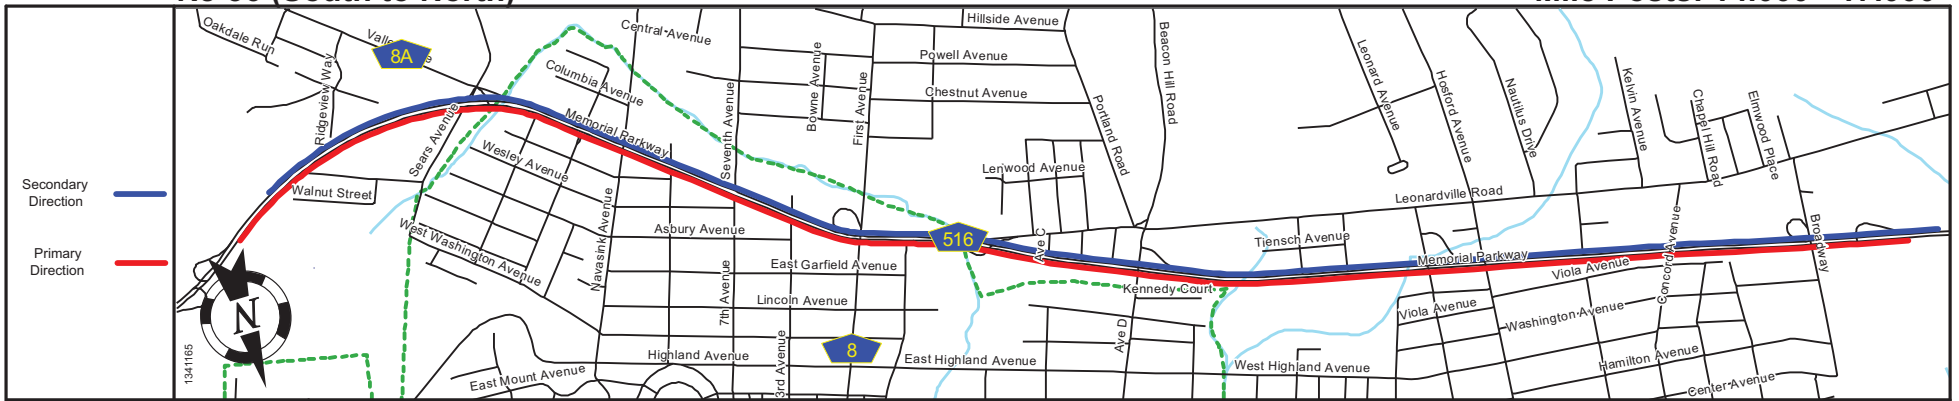 Secondary
Direction
Primary
Direction
Oakdale Run
8A
Ridgeview Way
Central Avenue
Columbia Avenue
Memorial Parkway
Sears Avenue
Wesley Avenue
Walnut Street
West Washington Avenue
Navasink Avenue
Seventh Avenue
Bowne Avenue
First Avenue
Hillside Avenue
Powell Avenue
Chestnut Avenue
Portland Road
Beacon Hill Road
Lenwood Avenue
Asbury Avenue
East Garfield Avenue
Lincoln Avenue
7th Avenue
3rd Avenue
Highland Avenue
East Mount Avenue
8
East Highland Avenue
516
Ave C
Kennedy Court
Ave D
West Highland Avenue
Tiensch Avenue
Leonardville Road
Leonard Avenue
Hosford Avenue
Nautilus Drive
Kelvin Avenue
Chapel Hill Road
Elmwood Place
Memorial Parkway
Viola Avenue
Viola Avenue
Washington Avenue
Concord Avenue
Broadway
Hamilton Avenue
Center Avenue
N
1341165